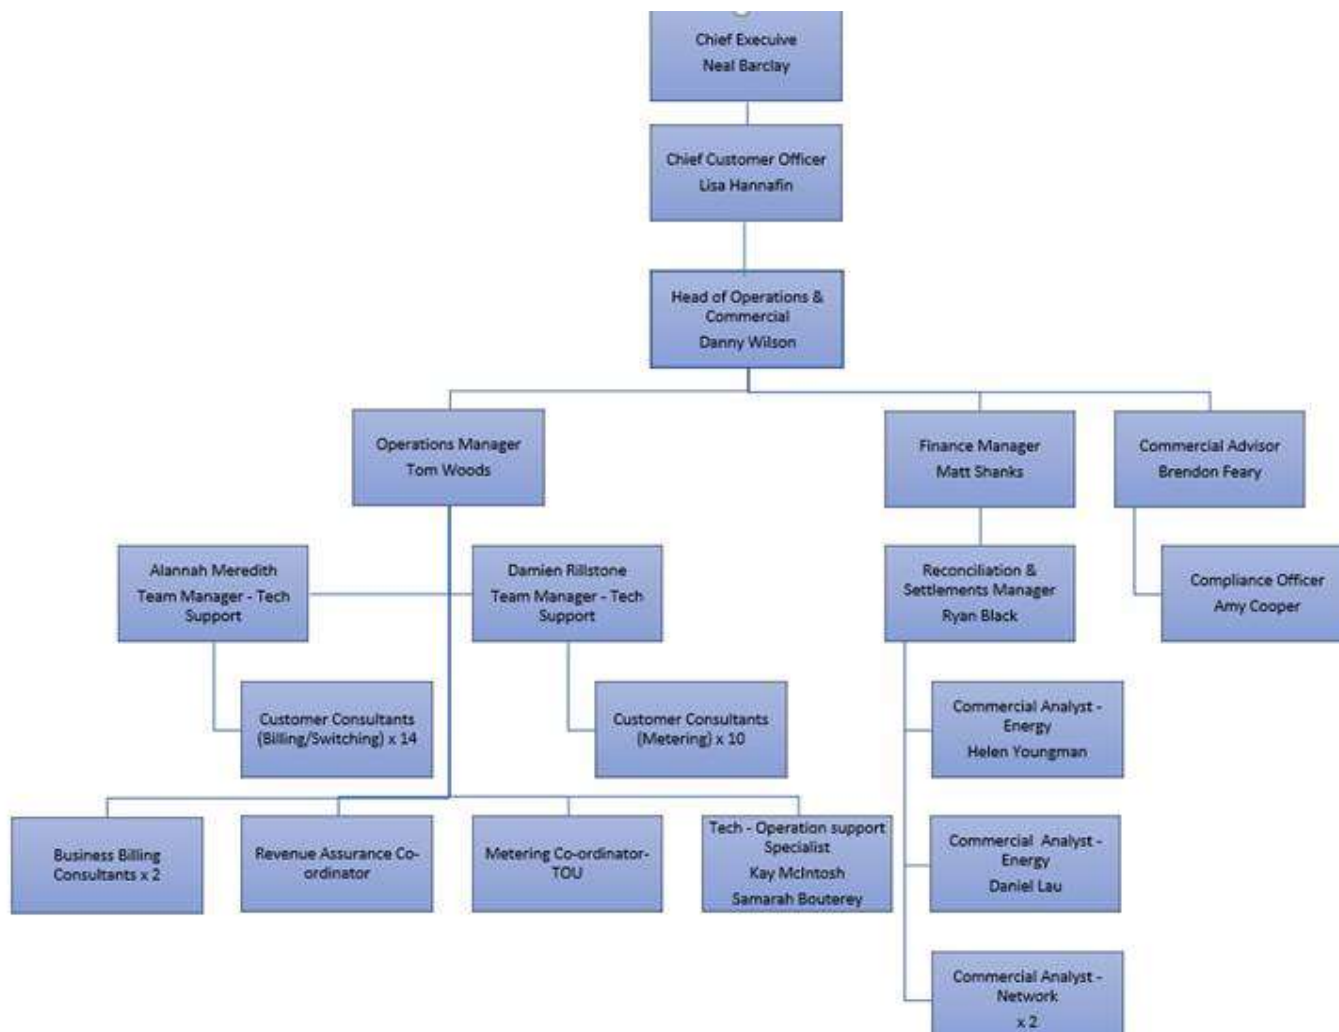 Chief Execuive
Neal Barclay
Chief Customer Officer
Lisa Hannafin
Head of Operations &
Commercial
Danny Wilson
Operations Manager
Tom Woods
Finance Manager
Matt Shanks
Commercial Advisor
Brendon Feary
Alannah Meredith
Team Manager - Tech
Support
Damien Rillstone
Team Manager - Tech
Support
Reconciliation &
Settlements Manager
Ryan Black
Compliance Officer
Amy Cooper
Customer Consultants
(Billing/Switching) x 14
Customer Consultants
(Metering) x 10
Commercial Analyst -
Energy
Helen Youngman
Business Billing
Consultants x 2
Revenue Assurance Co-
ordinator
Metering Co-ordinator-
TOU
Tech - Operation support
Specialist
Kay McIntosh
Samarah Bouterey
Commercial Analyst -
Energy
Daniel Lau
Commercial Analyst -
Network
x 2